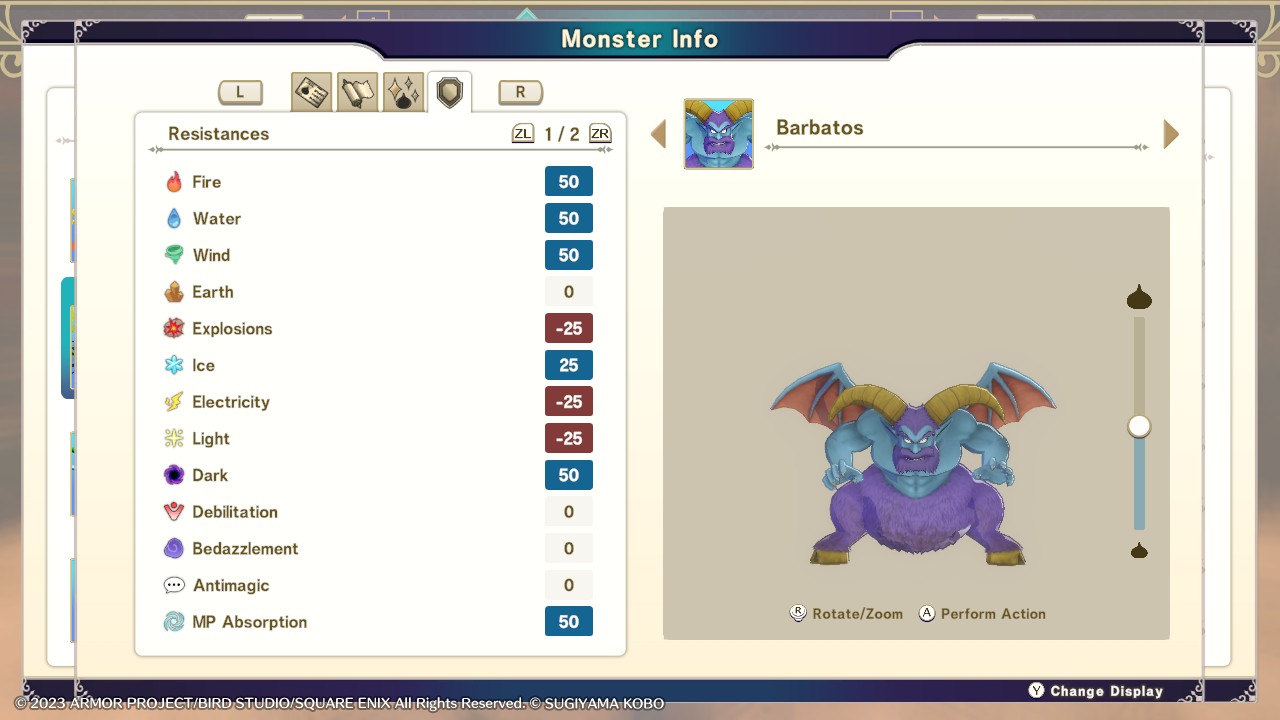 Monster Info
L R
Resistances ZL 1 / 2 ZR
Barbatos
Fire 50
Water 50
Wind 50
Earth 0
Explosions -25
Ice 25
Electricity -25
Light -25
Dark 50
Debilitation 0
Bedazzlement 0
Antimagic 0
MP Absorption 50
R Rotate/Zoom A Perform Action
Y Change Display
© 2023 ARMOR PROJECT/BIRD STUDIO/SQUARE ENIX All Rights Reserved. © SUGIYAMA KOBO